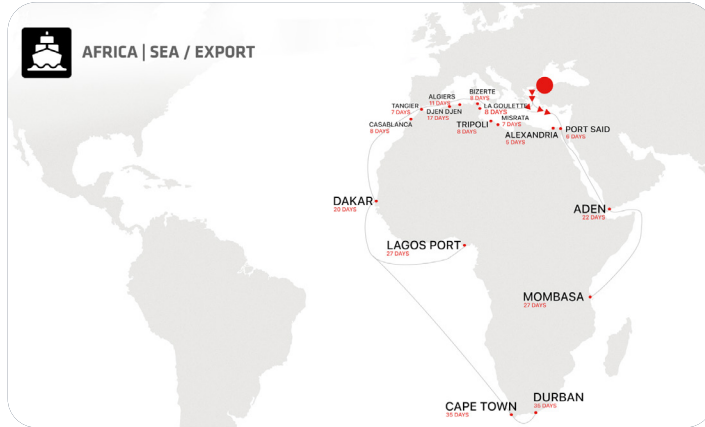 AFRICA | SEA / EXPORT
BIZERTE
8 DAYS
ALGIERS
11 DAYS
TANGIER
7 DAYS
DJEN DJEN
17 DAYS
LA GOULETTE
8 DAYS
CASABLANCA
8 DAYS
TRIPOLI
8 DAYS
MISRATA
7 DAYS
ALEXANDRIA
5 DAYS
PORT SAID
6 DAYS
DAKAR
20 DAYS
ADEN
22 DAYS
LAGOS PORT
27 DAYS
MOMBASA
27 DAYS
CAPE TOWN
35 DAYS
DURBAN
35 DAYS